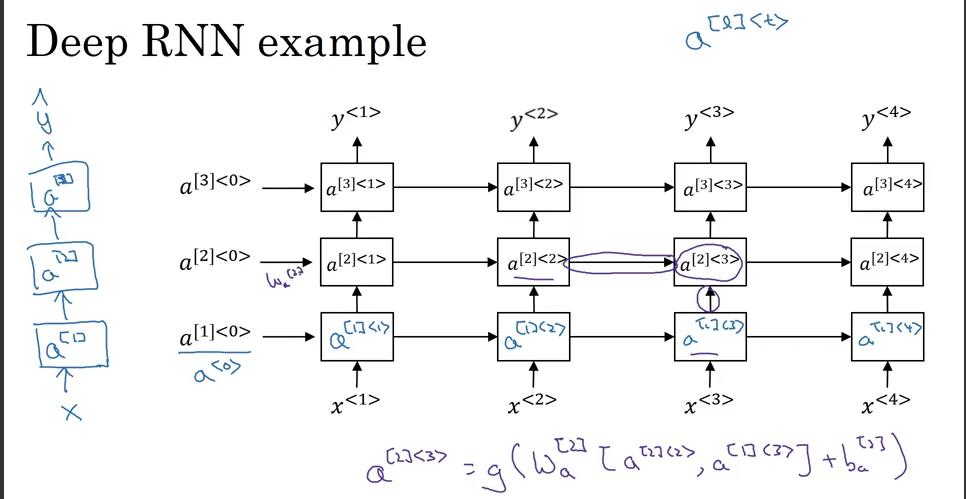 Deep RNN example
a^{[l]<t>}
ŷ
y^{<1>} y^{<2>} y^{<3>} y^{<4>}
a^{[3]} a^{[3]<0>} a^{[3]<1>} a^{[3]<2>} a^{[3]<3>} a^{[3]<4>}
a^{[2]} a^{[2]<0>} a^{[2]<1>} a^{[2]<2>} a^{[2]<3>} a^{[2]<4>}
W_a^{[2]}
a^{[1]} a^{[1]<0>} a^{[1]<1>} a^{[1]<2>} a^{[1]<3>} a^{[1]<4>}
a^{<0>}
x x^{<1>} x^{<2>} x^{<3>} x^{<4>}
a^{[2]<3>} = g(W_a^{[2]} [a^{[2]<2>}, a^{[1]<3>}] + b_a^{[2]})